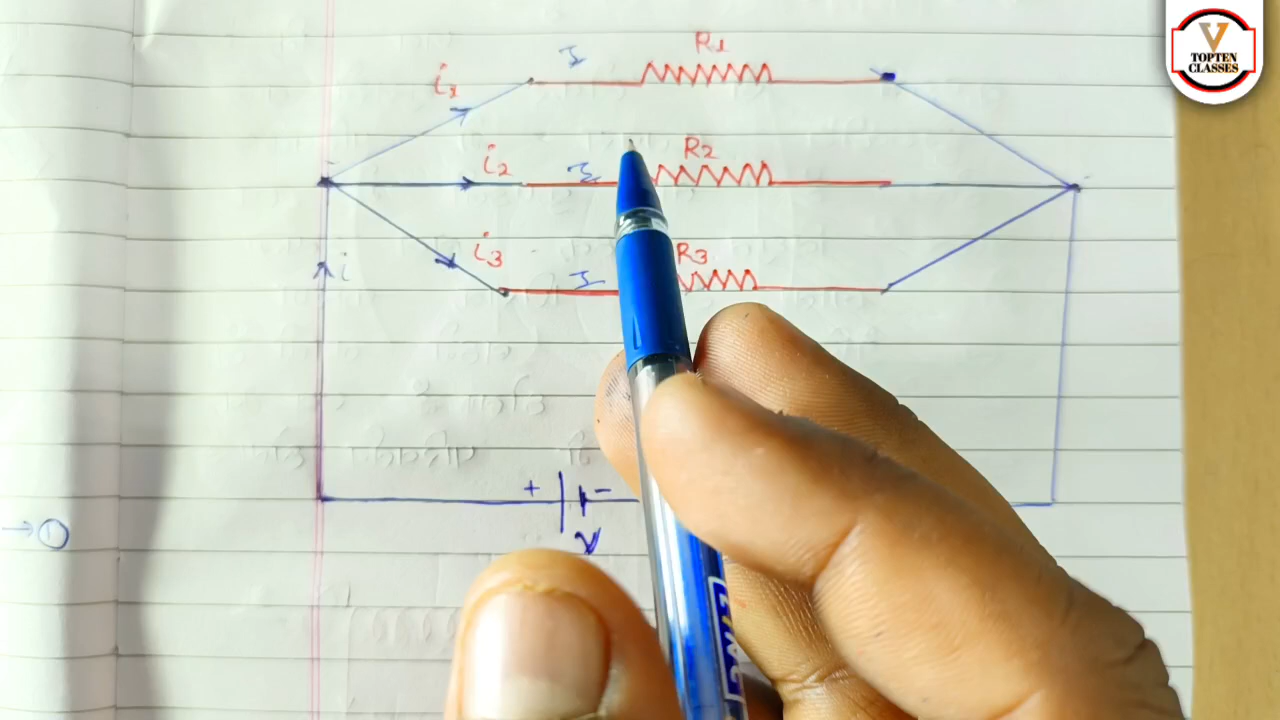 V
TOPTEN
CLASSES
I
R1
i1
i2
I
R2
i3
I
R3
i
+
-
V
→①